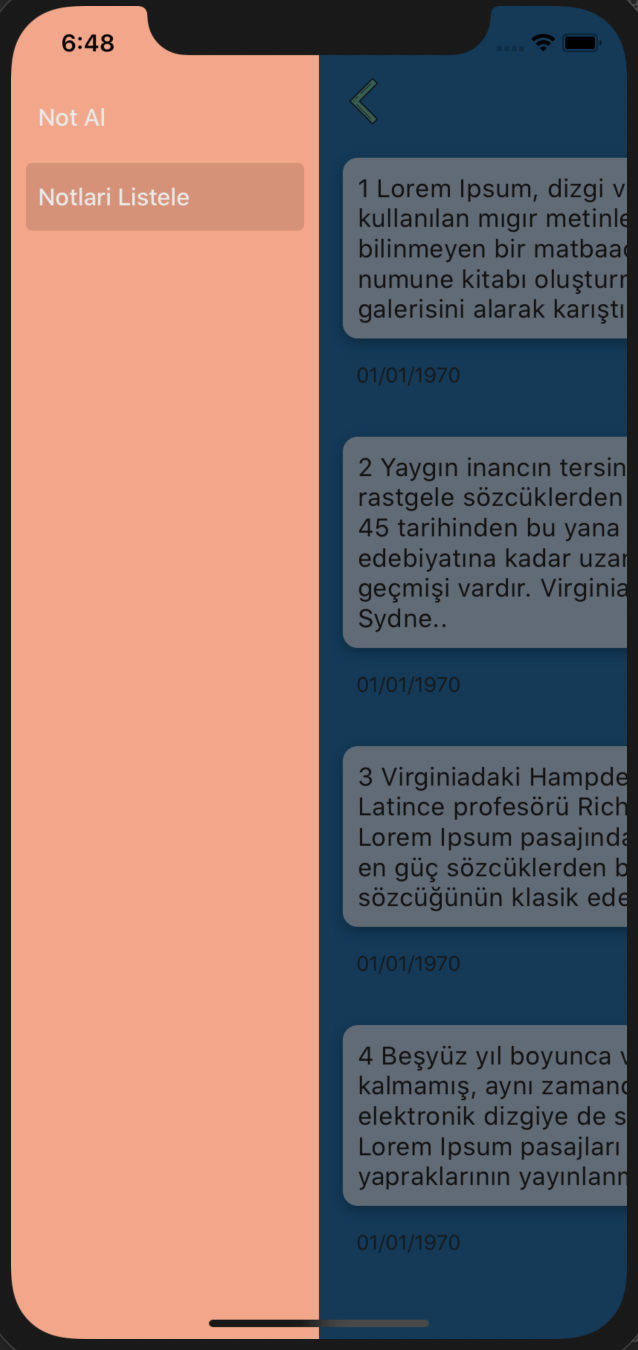 6:48
Not Al
Notlari Listele
1 Lorem Ipsum, dizgi v
kullanılan mıgır metinle
bilinmeyen bir matbaac
numune kitabı oluşturm
galerisini alarak karıştı
01/01/1970
2 Yaygın inancın tersin
rastgele sözcüklerden
45 tarihinden bu yana
edebiyatına kadar uzan
geçmişi vardır. Virginia
Sydne..
01/01/1970
3 Virginiadaki Hampde
Latince profesörü Rich
Lorem Ipsum pasajında
en güç sözcüklerden b
sözcüğünün klasik ede
01/01/1970
4 Beşyüz yıl boyunca v
kalmamış, aynı zamand
elektronik dizgiye de s
Lorem Ipsum pasajları
yapraklarının yayınlanm
01/01/1970